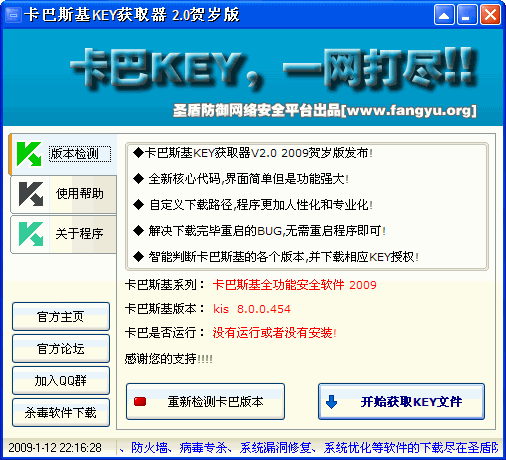 卡巴斯基KEY获取器 2.0贺岁版
卡巴KEY，一网打尽!!
圣盾防御网络安全平台出品[www.fangyu.org]
版本检测
使用帮助
关于程序
官方主页
官方论坛
加入QQ群
杀毒软件下载
◆卡巴斯基KEY获取器V2.0 2009贺岁版发布!
◆ 全新核心代码,界面简单但是功能强大!
◆ 自定义下载路径,程序更加人性化和专业化!
◆ 解决下载完毕重启的BUG,无需重启程序即可!
◆ 智能判断卡巴斯基的各个版本,并下载相应KEY授权!
卡巴斯基系列： 卡巴斯基全功能安全软件 2009
卡巴斯基版本： kis 8.0.0.454
卡巴是否运行： 没有运行或者没有安装!
感谢您的支持!!!!
重新检测卡巴版本
开始获取KEY文件
2009-1-12 22:16:28
、防火墙、病毒专杀、系统漏洞修复、系统优化等软件的下载尽在圣盾防